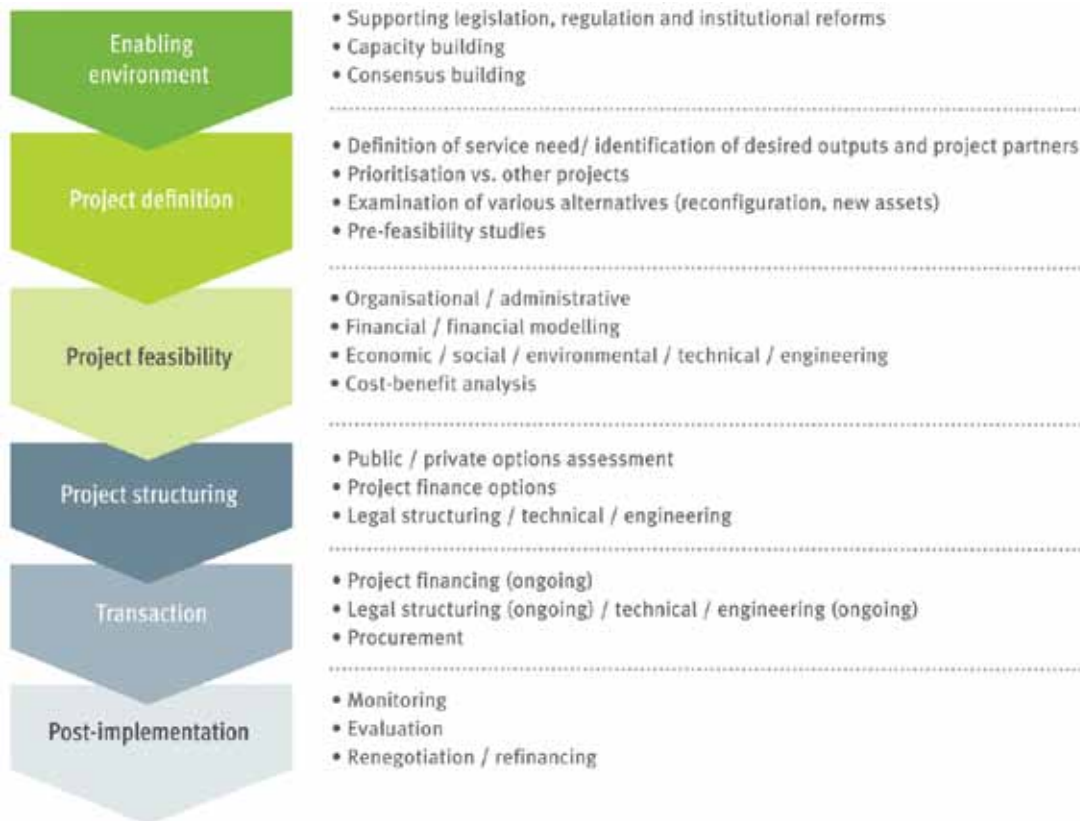 Enabling
environment
• Supporting legislation, regulation and institutional reforms
• Capacity building
• Consensus building
Project definition
• Definition of service need/ identification of desired outputs and project partners
• Prioritisation vs. other projects
• Examination of various alternatives (reconfiguration, new assets)
• Pre-feasibility studies
Project feasibility
• Organisational / administrative
• Financial / financial modelling
• Economic / social / environmental / technical / engineering
• Cost-benefit analysis
Project structuring
• Public / private options assessment
• Project finance options
• Legal structuring / technical / engineering
Transaction
• Project financing (ongoing)
• Legal structuring (ongoing) / technical / engineering (ongoing)
• Procurement
Post-implementation
• Monitoring
• Evaluation
• Renegotiation / refinancing